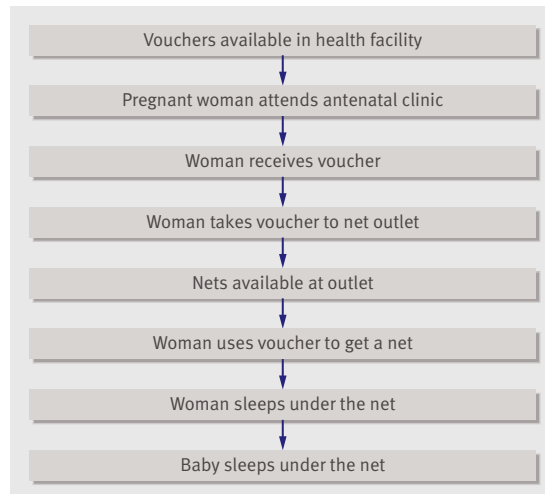 Vouchers available in health facility
Pregnant woman attends antenatal clinic
Woman receives voucher
Woman takes voucher to net outlet
Nets available at outlet
Woman uses voucher to get a net
Woman sleeps under the net
Baby sleeps under the net